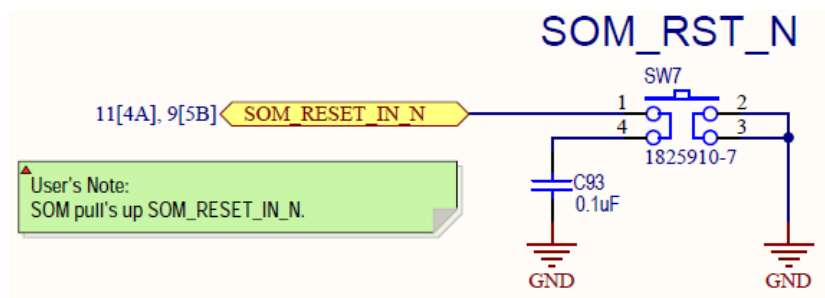 SOM_RST_N
SW7
11[4A], 9[5B] SOM_RESET_IN_N
1 2
4 3
1825910-7
User's Note:
SOM pull's up SOM_RESET_IN_N.
C93
0.1uF
GND GND